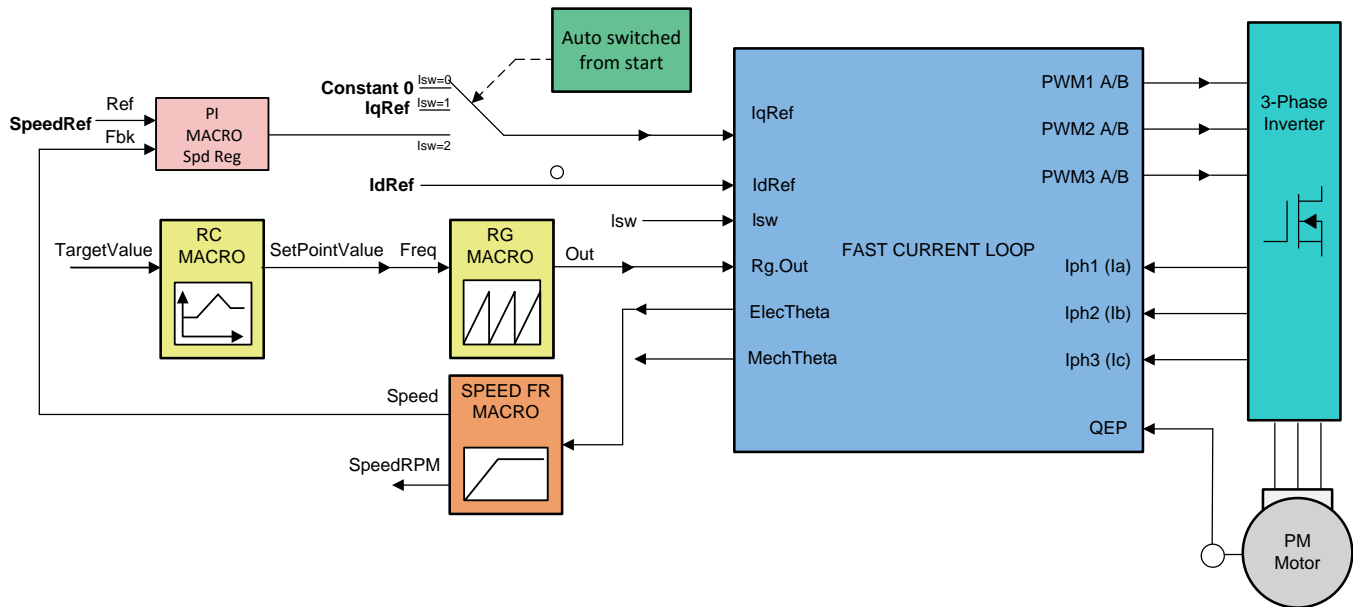 Auto switched
from start
Constant 0
Isw=0
IqRef
Isw=1
Isw=2
SpeedRef
Ref
Fbk
PI
MACRO
Spd Reg
IdRef
Isw
TargetValue
RC
MACRO
SetPointValue
Freq
RG
MACRO
Out
Speed
SPEED FR
MACRO
SpeedRPM
IqRef
IdRef
Isw
Rg.Out
ElecTheta
MechTheta
FAST CURRENT LOOP
PWM1 A/B
PWM2 A/B
PWM3 A/B
Iph1 (Ia)
Iph2 (Ib)
Iph3 (Ic)
QEP
3-Phase
Inverter
PM
Motor